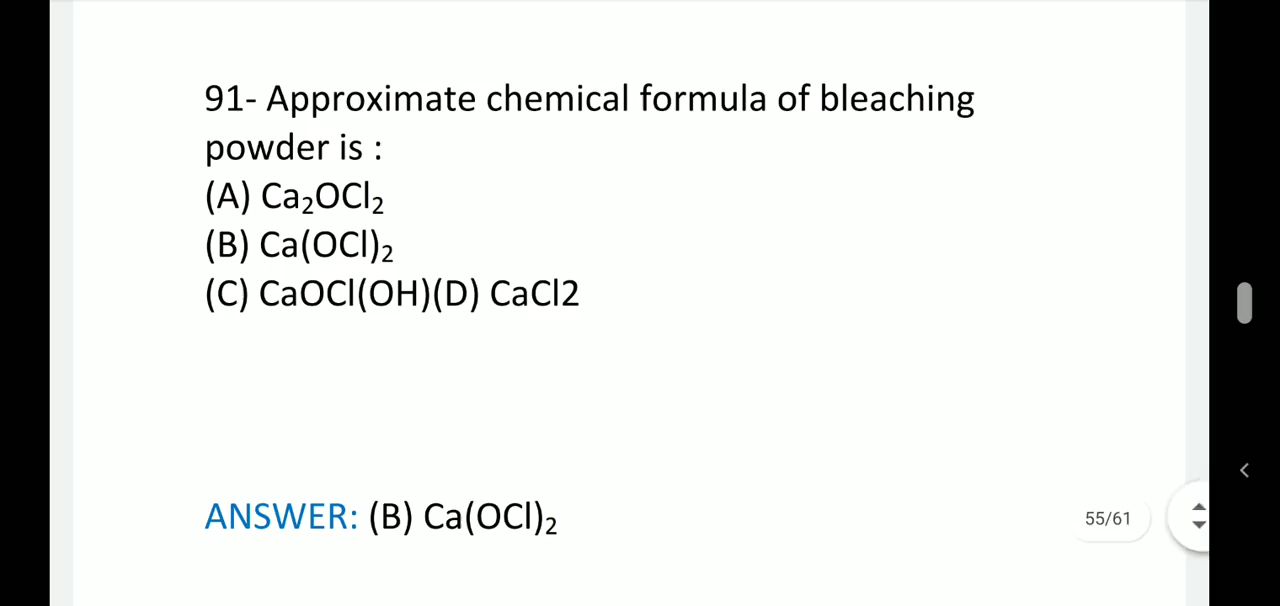 91- Approximate chemical formula of bleaching
powder is :
(A) Ca₂OCl₂
(B) Ca(OCl)₂
(C) CaOCl(OH)(D) CaCl2
ANSWER: (B) Ca(OCl)₂
55/61